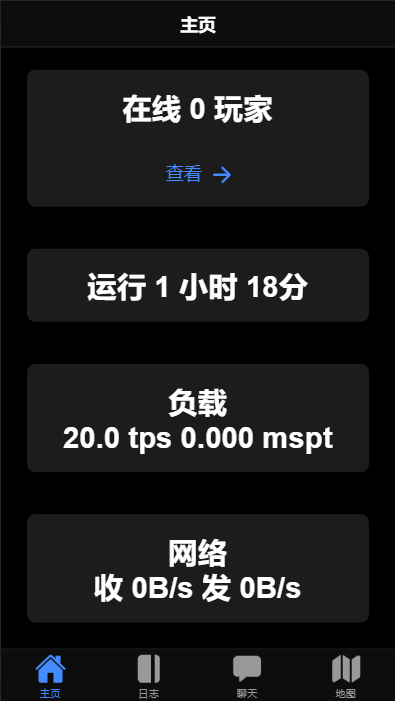 主页
在线 0 玩家
查看
运行 1 小时 18分
负载
20.0 tps 0.000 mspt
网络
收 0B/s 发 0B/s
主页 日志 聊天 地图